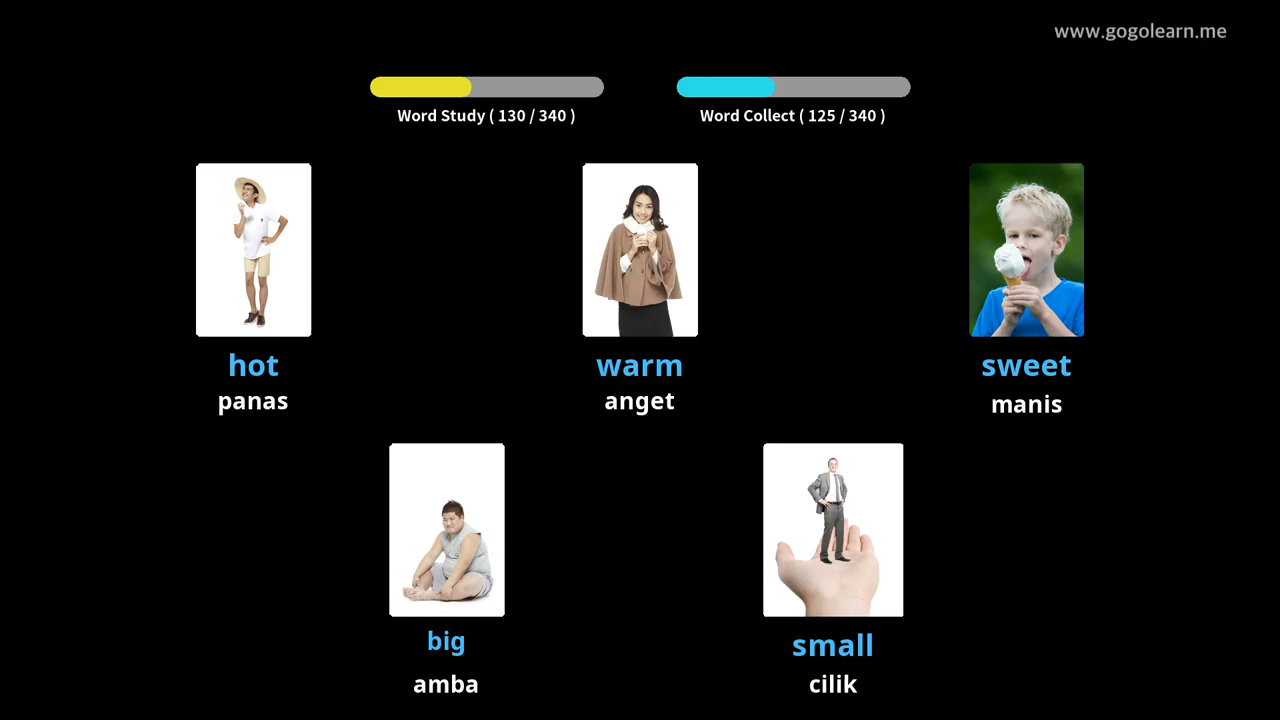 www.gogolearn.me
Word Study ( 130 / 340 )
Word Collect ( 125 / 340 )
hot
panas
warm
anget
sweet
manis
big
amba
small
cilik